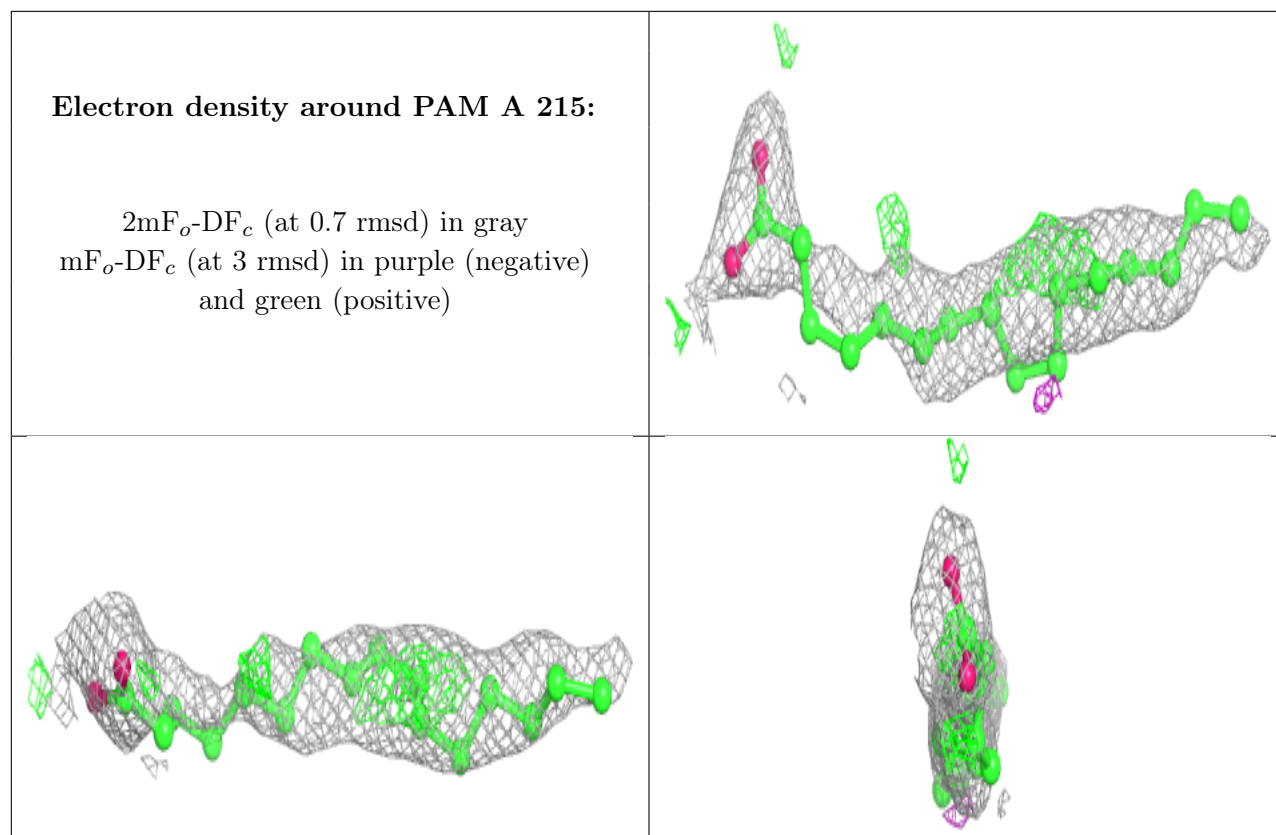 Electron density around PAM A 215:
2mFₒ-DF𝒸 (at 0.7 rmsd) in gray
mFₒ-DF𝒸 (at 3 rmsd) in purple (negative)
and green (positive)